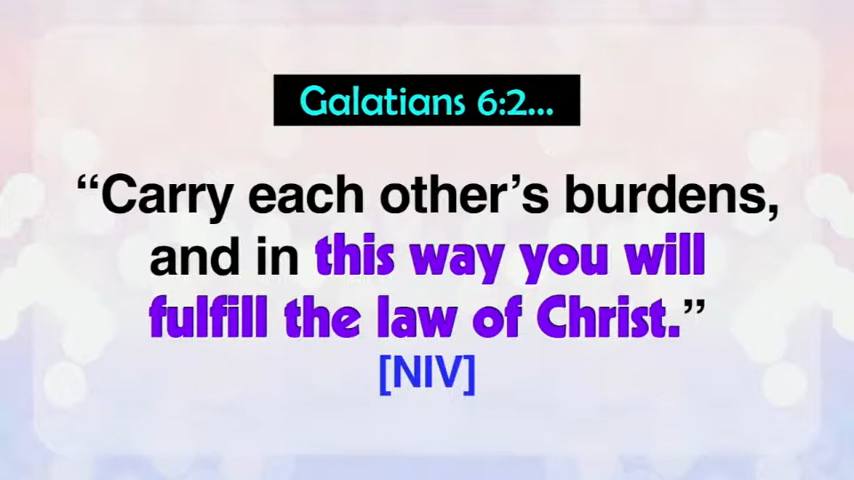 Galatians 6:2...
“Carry each other’s burdens,
and in this way you will
fulfill the law of Christ.”
[NIV]